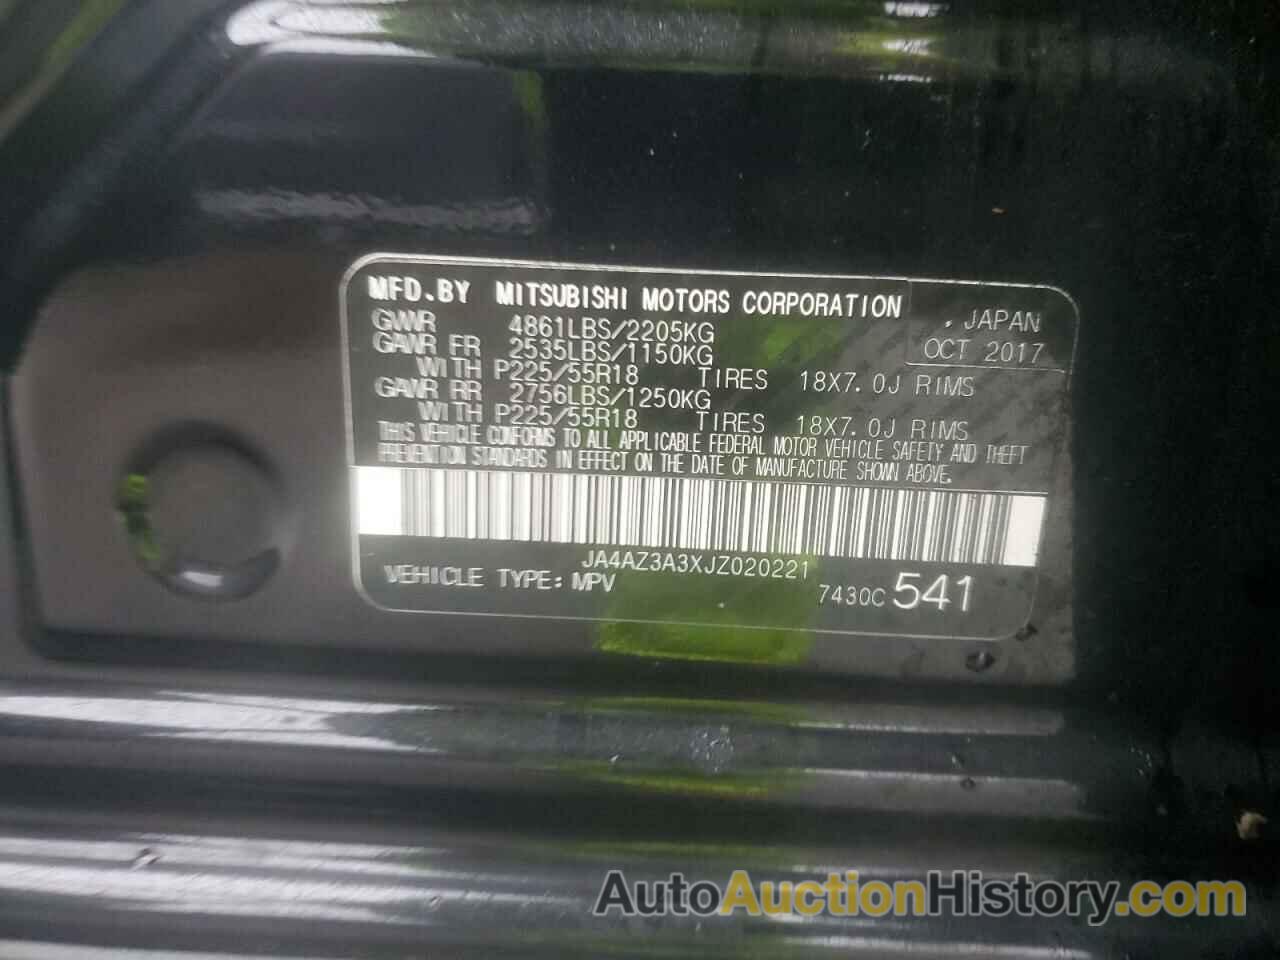 MFD.BY MITSUBISHI MOTORS CORPORATION
JAPAN
GVWR 4861LBS/2205KG
GAWR FR 2535LBS/1150KG
OCT 2017
WITH P225/55R18 TIRES 18X7.0J RIMS
GAWR RR 2756LBS/1250KG
WITH P225/55R18 TIRES 18X7.0J RIMS
THIS VEHICLE CONFORMS TO ALL APPLICABLE FEDERAL MOTOR VEHICLE SAFETY AND THEFT
PREVENTION STANDARDS IN EFFECT ON THE DATE OF MANUFACTURE SHOWN ABOVE.
JA4AZ3A3XJZ020221
VEHICLE TYPE: MPV
7430C 541
AutoAuctionHistory.com